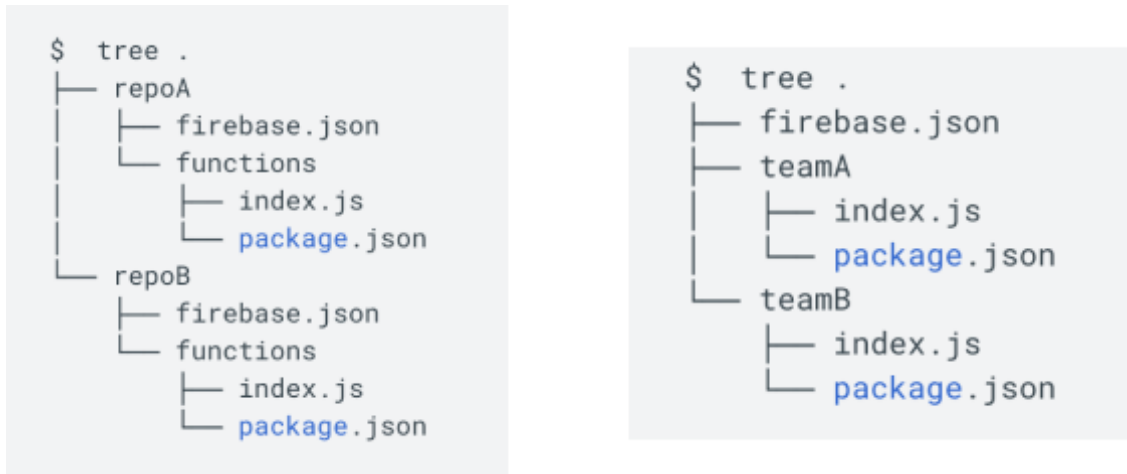 $  tree .
├── repoA
│   ├── firebase.json
│   └── functions
│       ├── index.js
│       └── package.json
└── repoB
    ├── firebase.json
    └── functions
        ├── index.js
        └── package.json
$  tree .
├── firebase.json
├── teamA
│   ├── index.js
│   └── package.json
└── teamB
    ├── index.js
    └── package.json